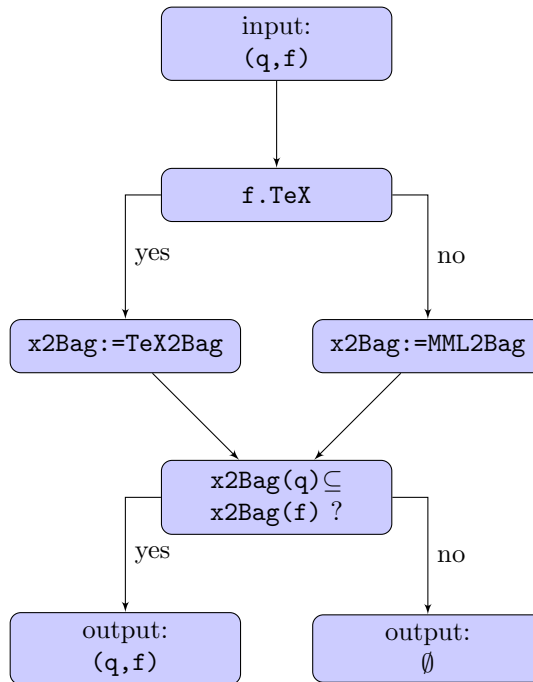 input:
(q,f)
f.TeX
yes
no
x2Bag:=TeX2Bag
x2Bag:=MML2Bag
x2Bag(q)⊆
x2Bag(f) ?
yes
no
output:
(q,f)
output:
∅